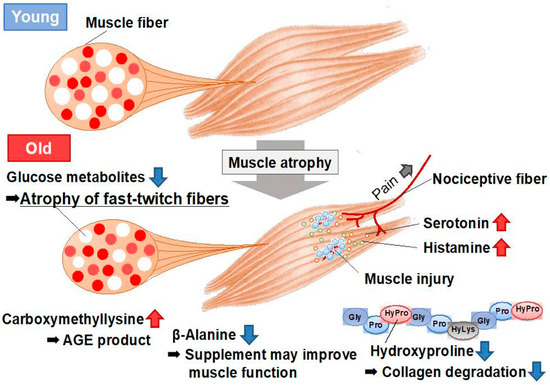 Young
Muscle fiber
Old
Muscle atrophy
Glucose metabolites
➡Atrophy of fast-twitch fibers
Pain
Nociceptive fiber
Serotonin
Histamine
Muscle injury
Carboxymethyllysine
➡ AGE product
β-Alanine
➡ Supplement may improve
muscle function
Gly
Pro
HyPro
Gly
Pro
HyLys
Gly
Pro
HyPro
Hydroxyproline
➡ Collagen degradation